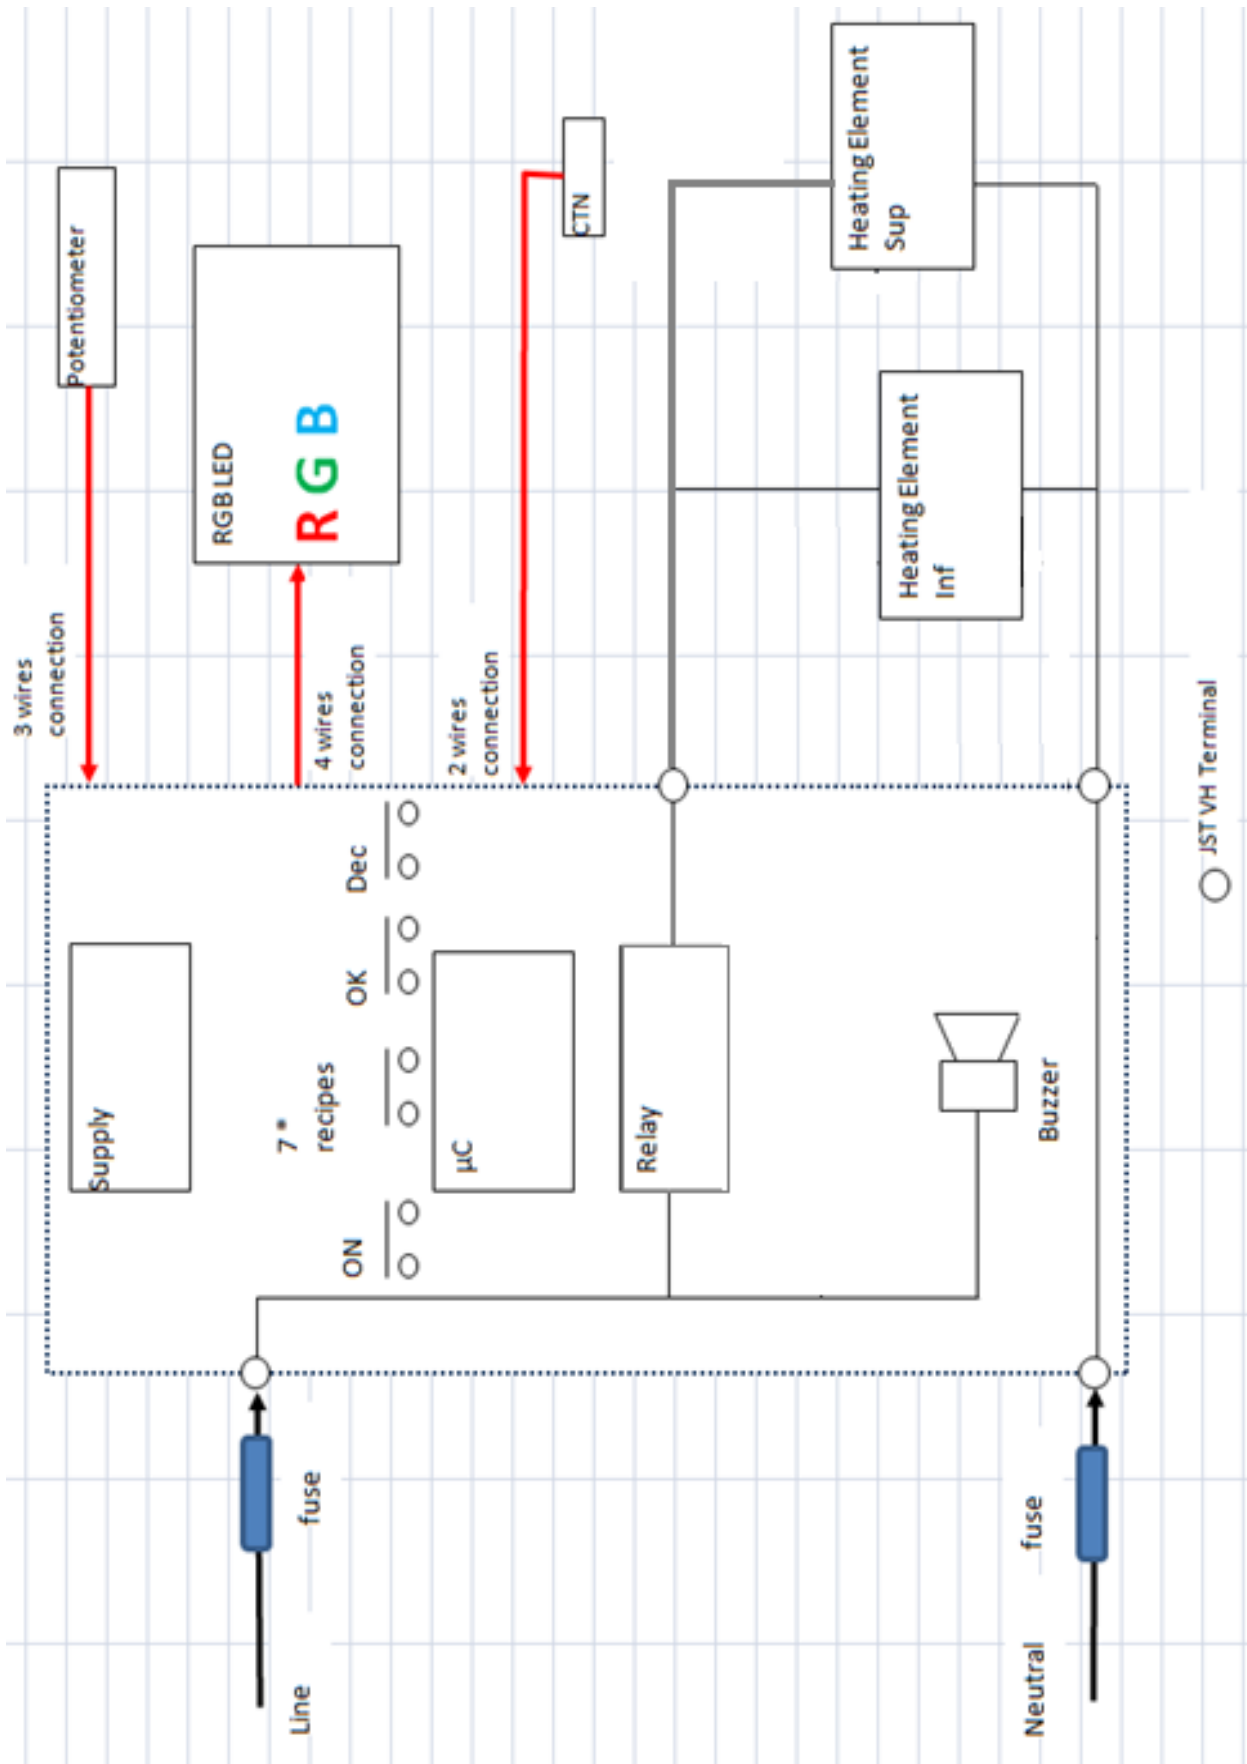 3 wires
connection
Potentiometer
RGB LED
R G B
4 wires
connection
2 wires
connection
CTN
Heating Element
Sup
Heating Element
Inf
Supply
7 *
recipes
ON
OK
Dec
µC
Relay
Buzzer
Line
fuse
Neutral
fuse
JST VH Terminal